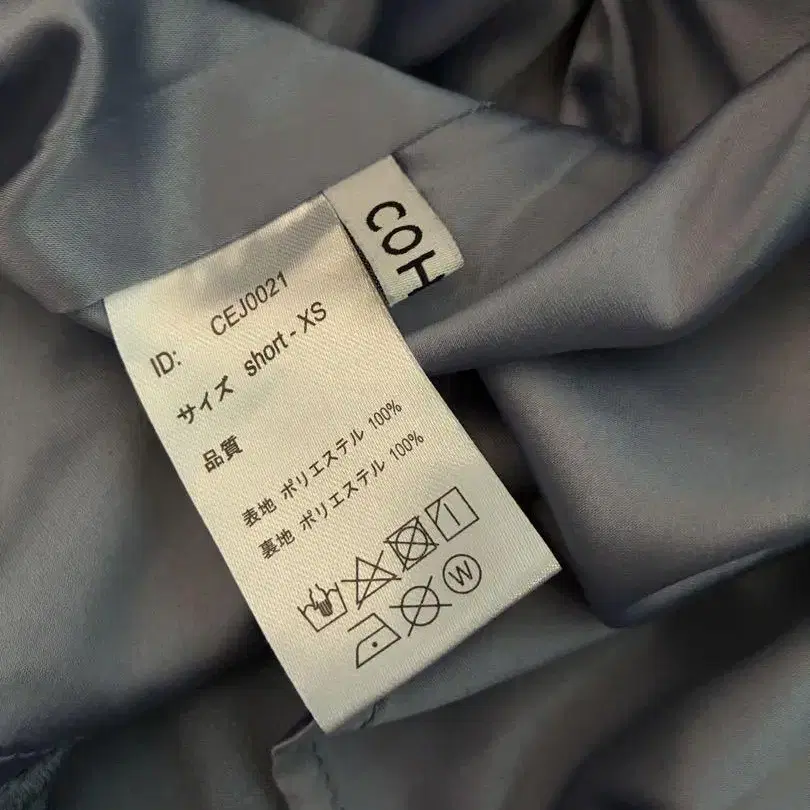 COH
ID: CEJ0021
サイズ short - XS
品質
表地 ポリエステル 100%
裏地 ポリエステル 100%
W